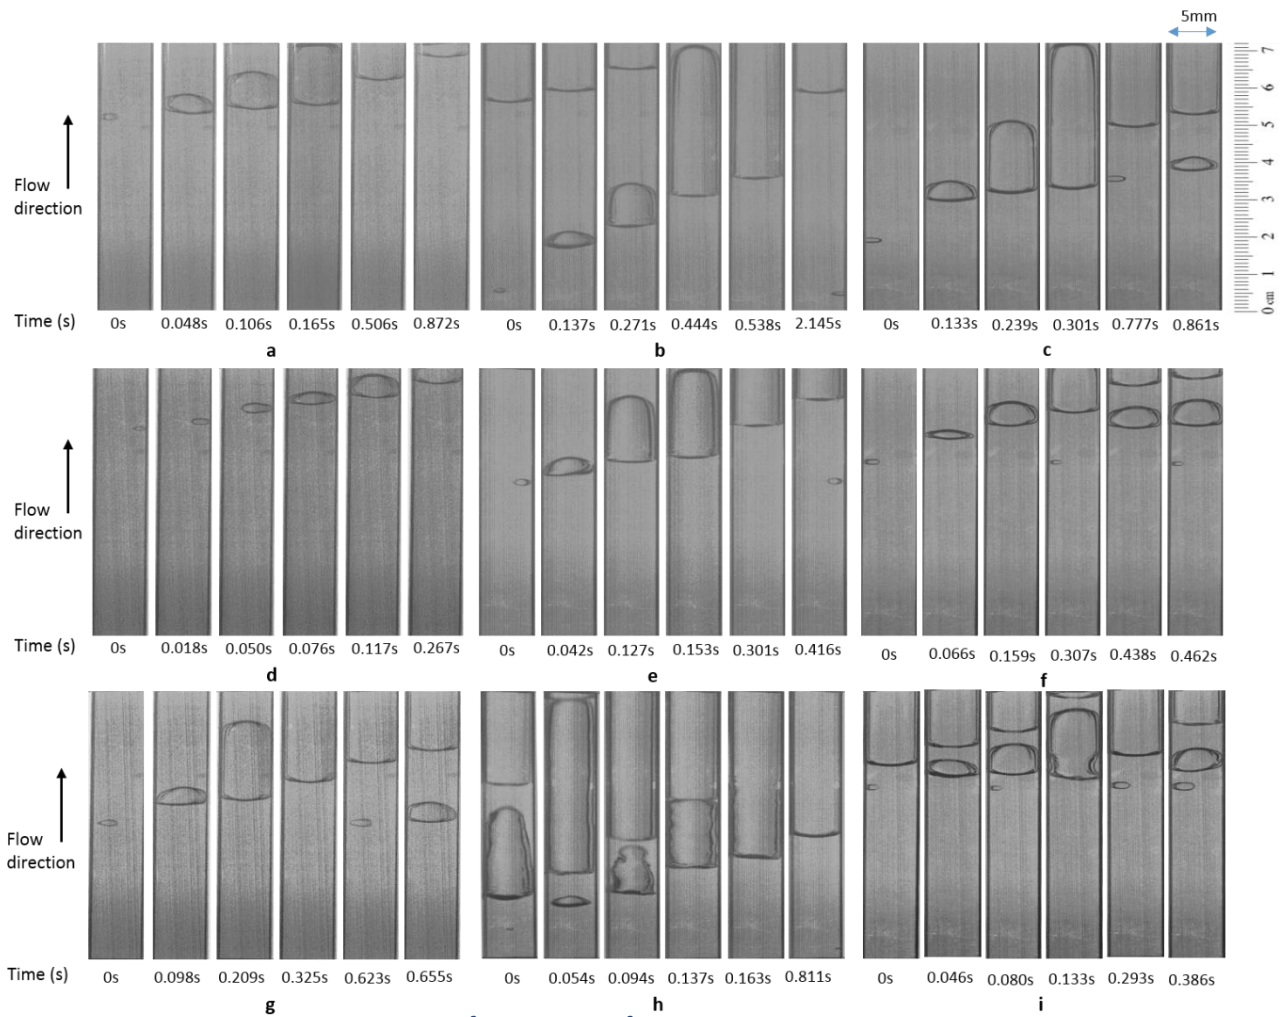 5mm
7
6
5
4
3
2
1
0 cm
Flow
direction
Time (s) 0s 0.048s 0.106s 0.165s 0.506s 0.872s 0s 0.137s 0.271s 0.444s 0.538s 2.145s 0s 0.133s 0.239s 0.301s 0.777s 0.861s
a b c
Flow
direction
Time (s) 0s 0.018s 0.050s 0.076s 0.117s 0.267s 0s 0.042s 0.127s 0.153s 0.301s 0.416s 0s 0.066s 0.159s 0.307s 0.438s 0.462s
d e f
Flow
direction
Time (s) 0s 0.098s 0.209s 0.325s 0.623s 0.655s 0s 0.054s 0.094s 0.137s 0.163s 0.811s 0s 0.046s 0.080s 0.133s 0.293s 0.386s
g h i